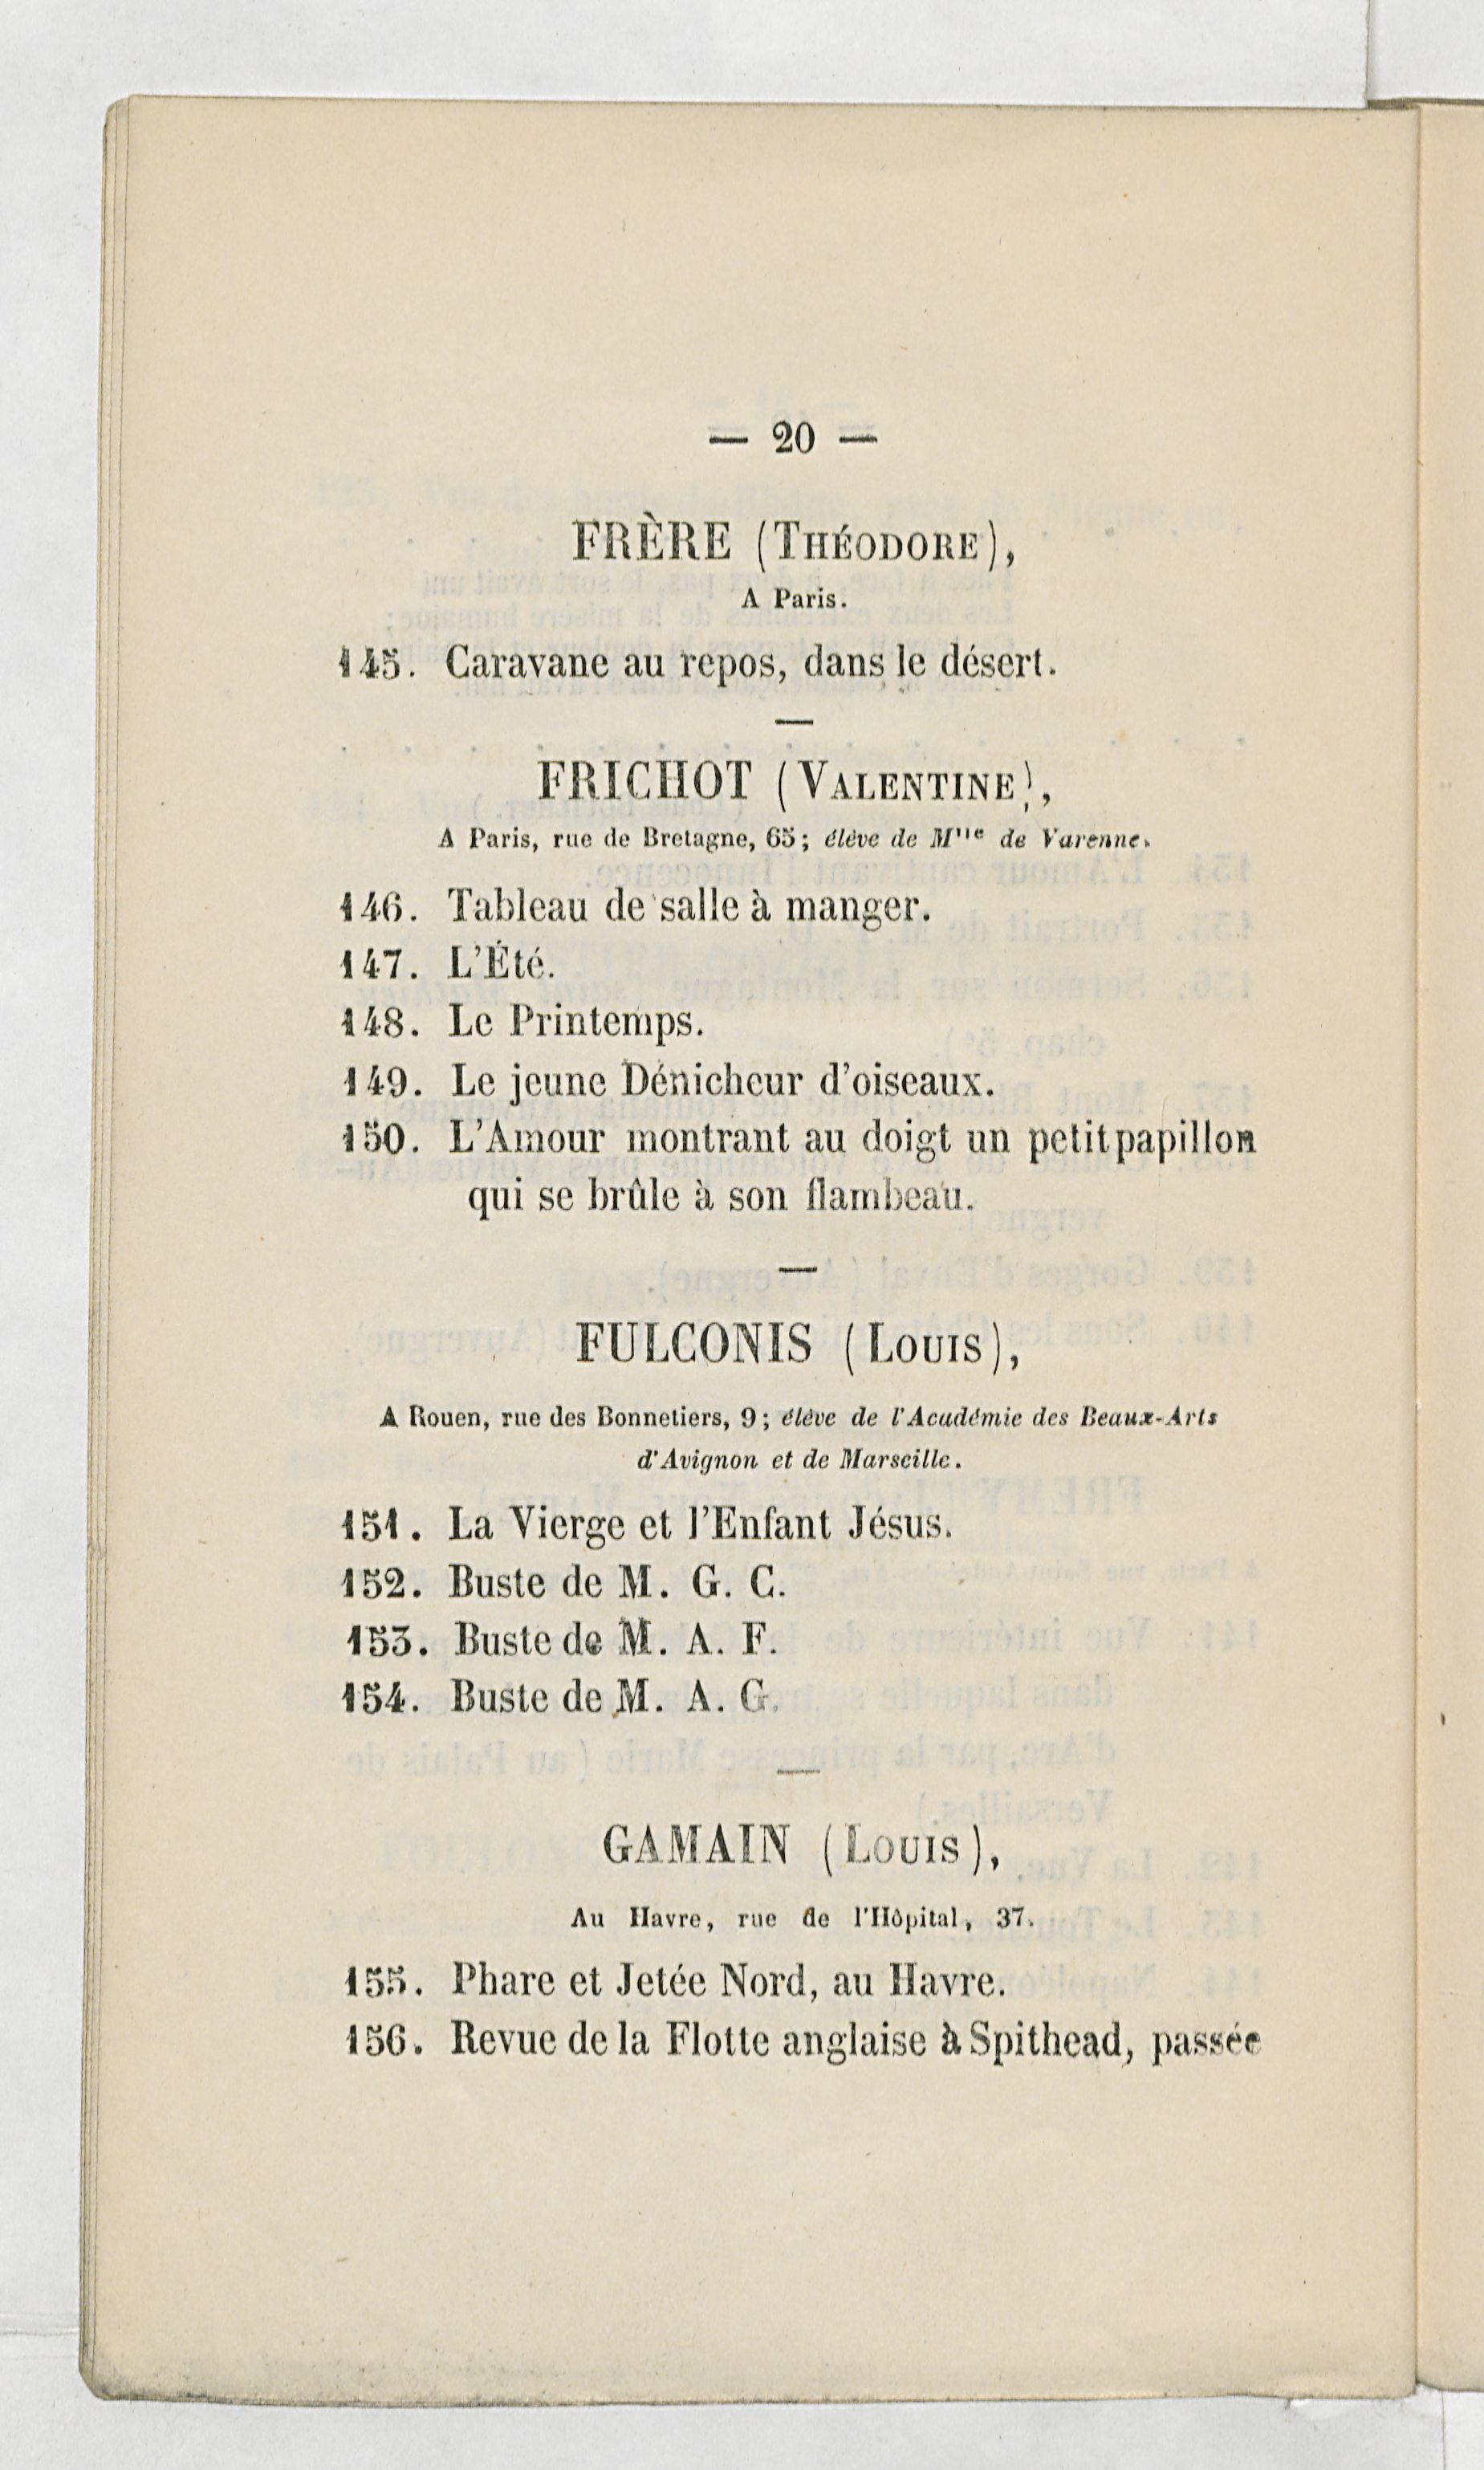 — 20 —
FRÈRE (THÉODORE),
A Paris.
145. Caravane au repos, dans le désert.
—
FRICHOT (VALENTINE),
A Paris, rue de Bretagne, 65; élève de Mlle de Varenne.
146. Tableau de salle à manger.
147. L'Été.
148. Le Printemps.
149. Le jeune Dénicheur d'oiseaux.
150. L'Amour montrant au doigt un petit papillon
qui se brûle à son flambeau.
—
FULCONIS (LOUIS),
A Rouen, rue des Bonnetiers, 9; élève de l'Académie des Beaux-Arts
d'Avignon et de Marseille.
151. La Vierge et l'Enfant Jésus.
152. Buste de M. G. C.
153. Buste de M. A. F.
154. Buste de M. A. G.
—
GAMAIN (LOUIS),
Au Havre, rue de l'Hôpital, 37.
155. Phare et Jetée Nord, au Havre.
156. Revue de la Flotte anglaise à Spithead, passée